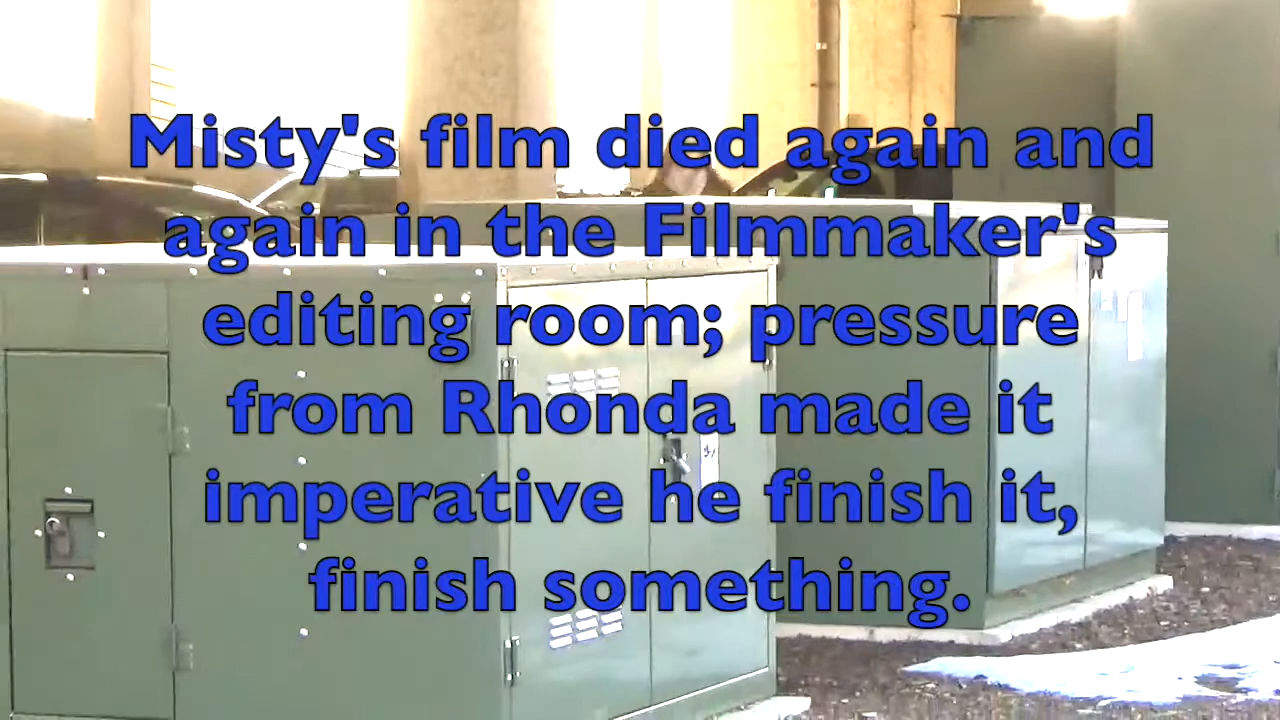 Misty's film died again and
again in the Filmmaker's
editing room; pressure
from Rhonda made it
imperative he finish it,
finish something.